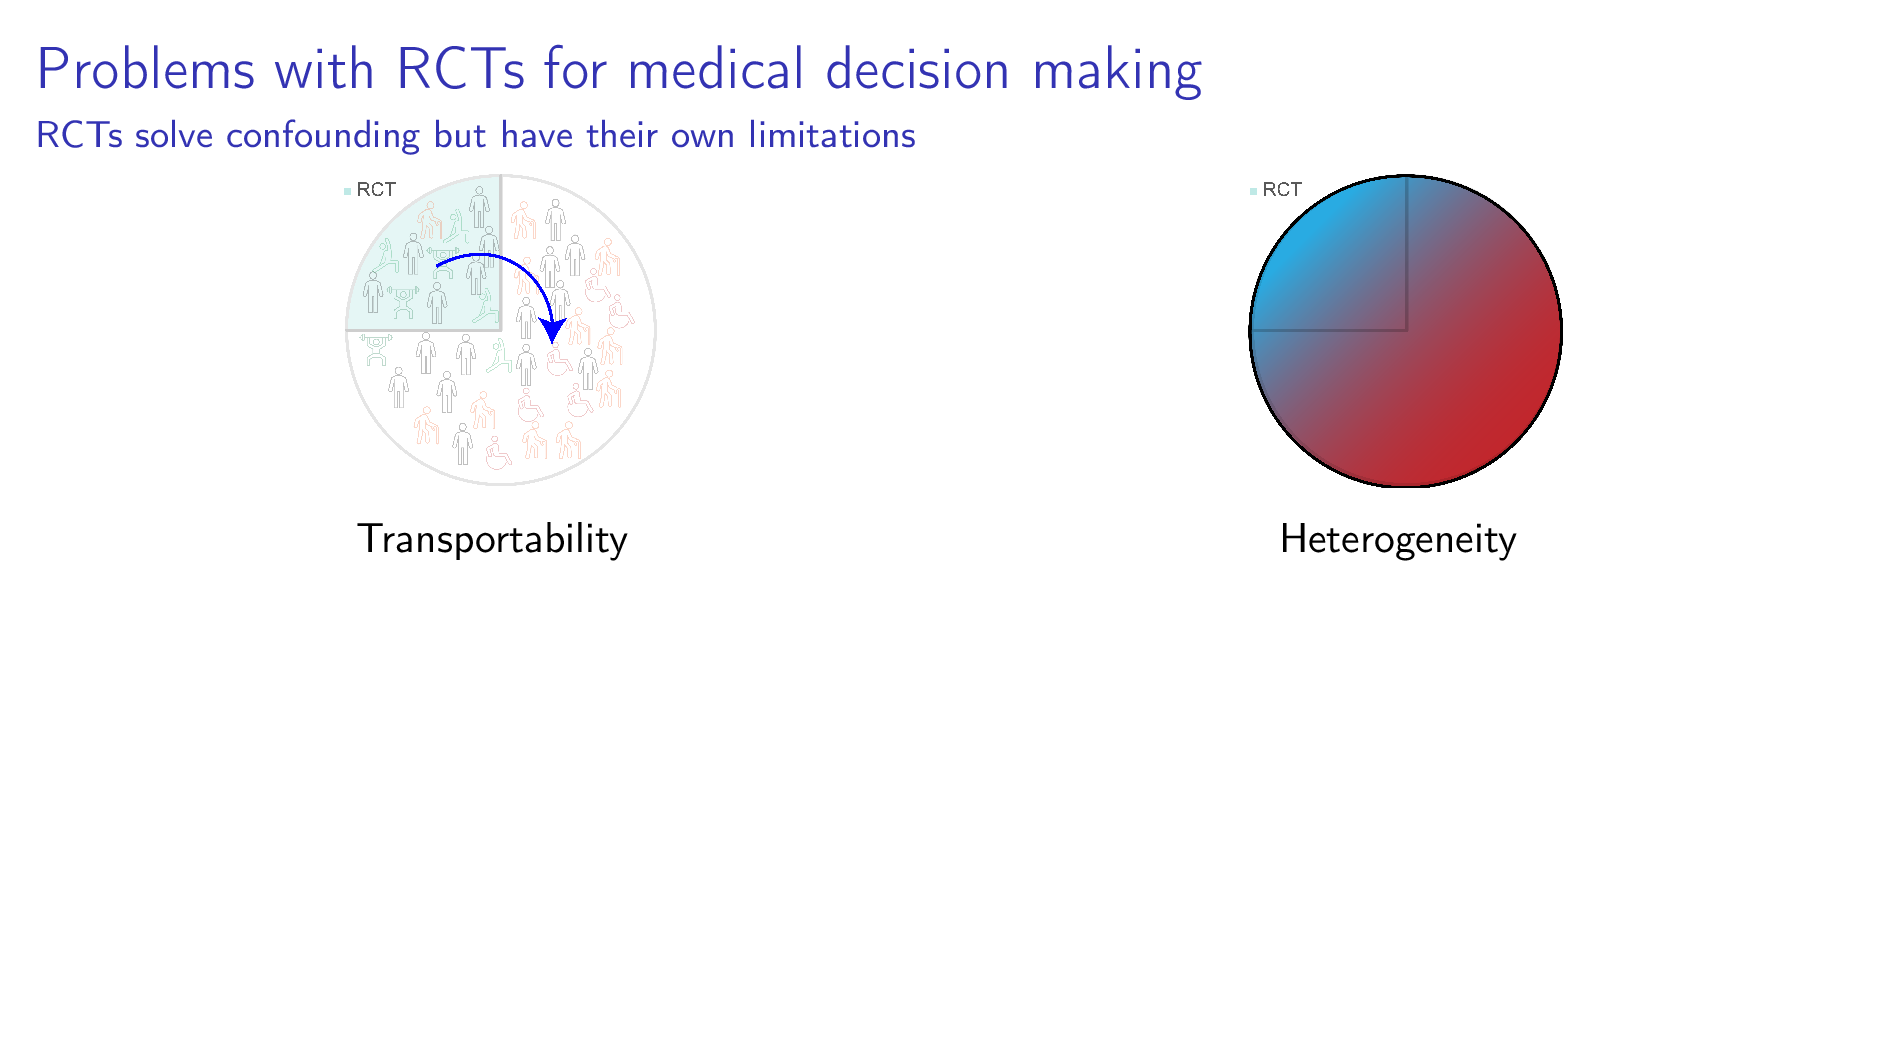 Problems with RCTs for medical decision making
RCTs solve confounding but have their own limitations
RCT
RCT
Transportability
Heterogeneity